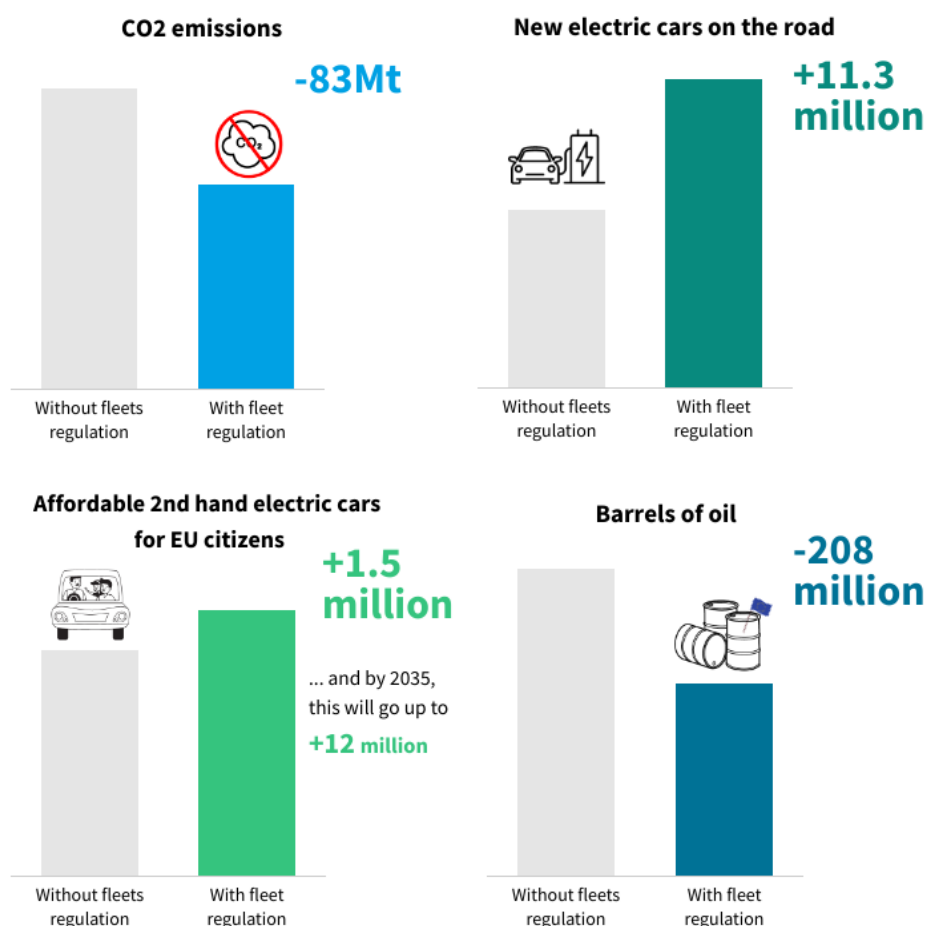 CO2 emissions
-83Mt
CO₂
Without fleets
regulation
With fleet
regulation
New electric cars on the road
+11.3
million
Without fleets
regulation
With fleet
regulation
Affordable 2nd hand electric cars
for EU citizens
+1.5
million
... and by 2035,
this will go up to
+12 million
Without fleets
regulation
With fleet
regulation
Barrels of oil
-208
million
Without fleets
regulation
With fleet
regulation